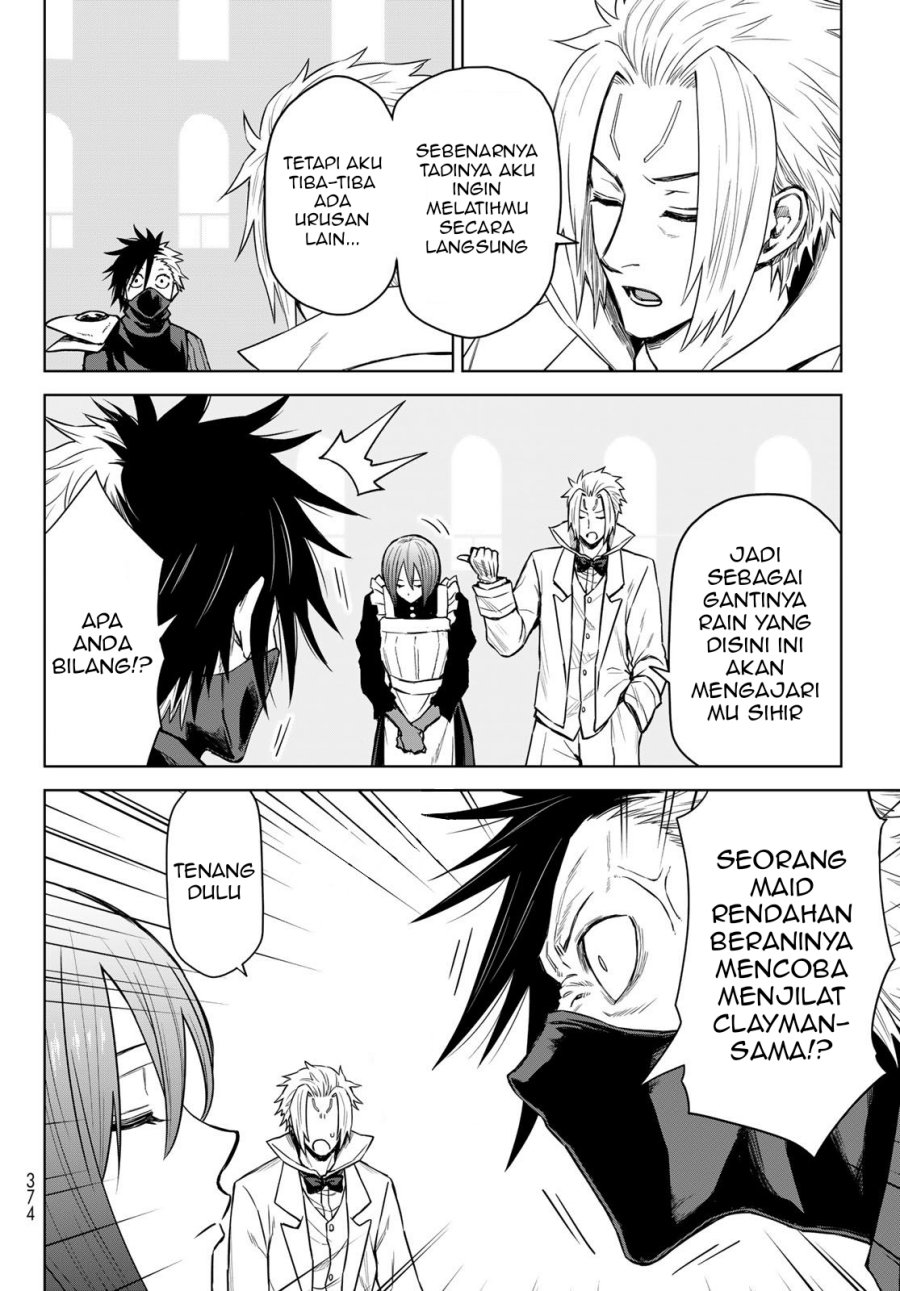 SEBENARNYA
TADINYA AKU
INGIN
MELATIHMU
SECARA
LANGSUNG
TETAPI AKU
TIBA-TIBA
ADA
URUSAN
LAIN...
JADI
SEBAGAI
GANTINYA
RAIN YANG
DISINI INI
AKAN
MENGAJARI
MU SIHIR
APA
ANDA
BILANG!?
SEORANG
MAID
RENDAHAN
BERANINYA
MENCOBA
MENJILAT
CLAYMAN-
SAMA!?
TENANG
DULU
374